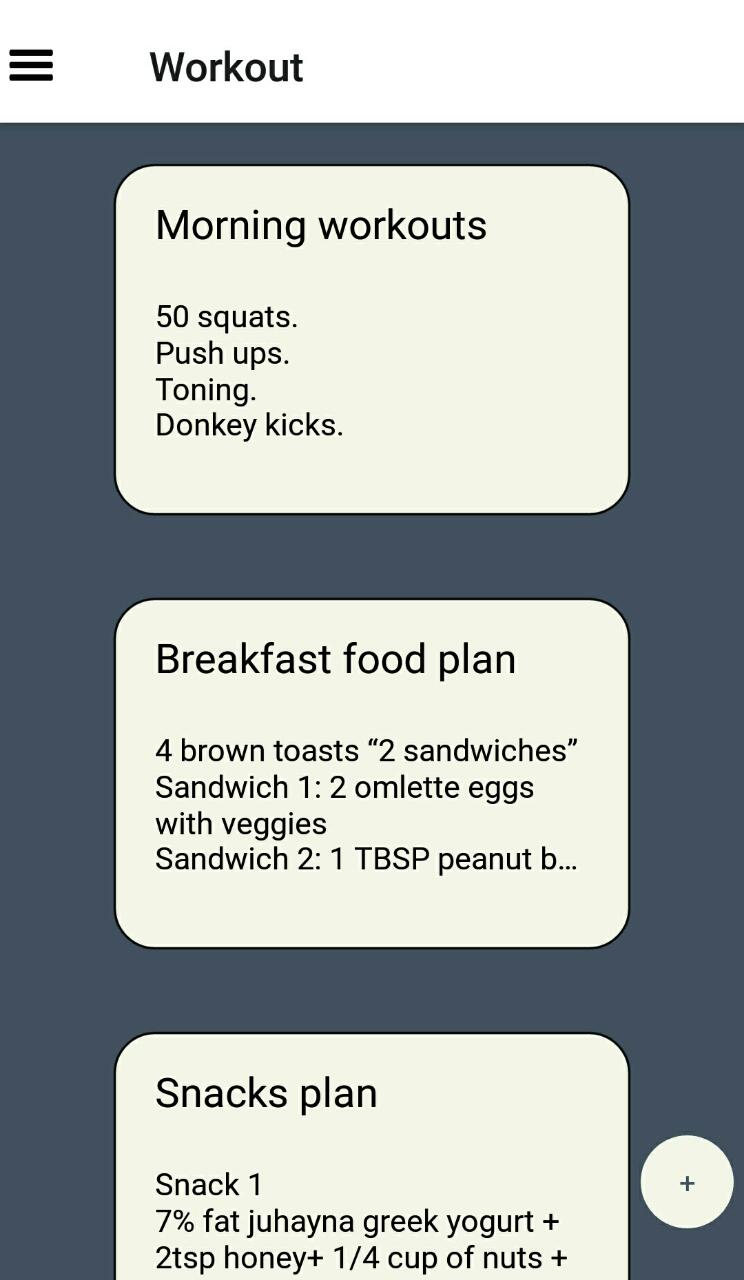 Workout
Morning workouts
50 squats.
Push ups.
Toning.
Donkey kicks.
Breakfast food plan
4 brown toasts “2 sandwiches”
Sandwich 1: 2 omlette eggs
with veggies
Sandwich 2: 1 TBSP peanut b...
Snacks plan
Snack 1
7% fat juhayna greek yogurt +
2tsp honey+ 1/4 cup of nuts +
+